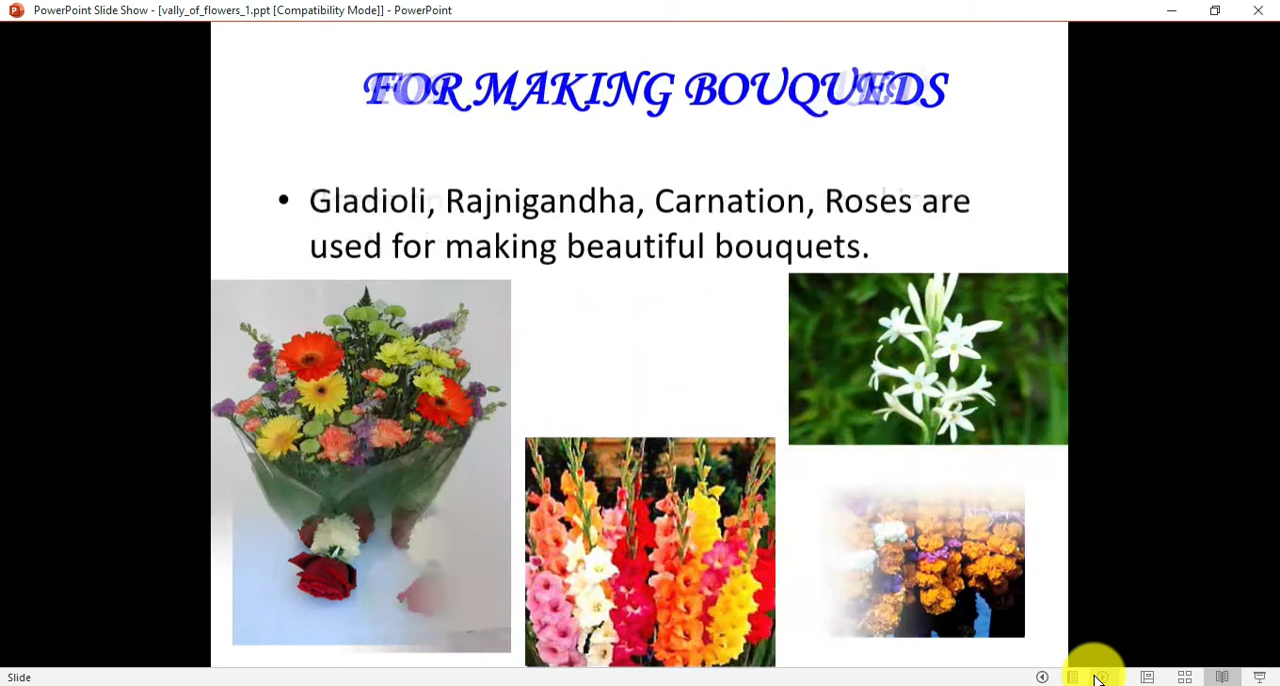 PowerPoint Slide Show - [vally_of_flowers_1.ppt [Compatibility Mode]] - PowerPoint
FOR MAKING BOUQUEDS
• Gladioli, Rajnigandha, Carnation, Roses are
used for making beautiful bouquets.
Slide